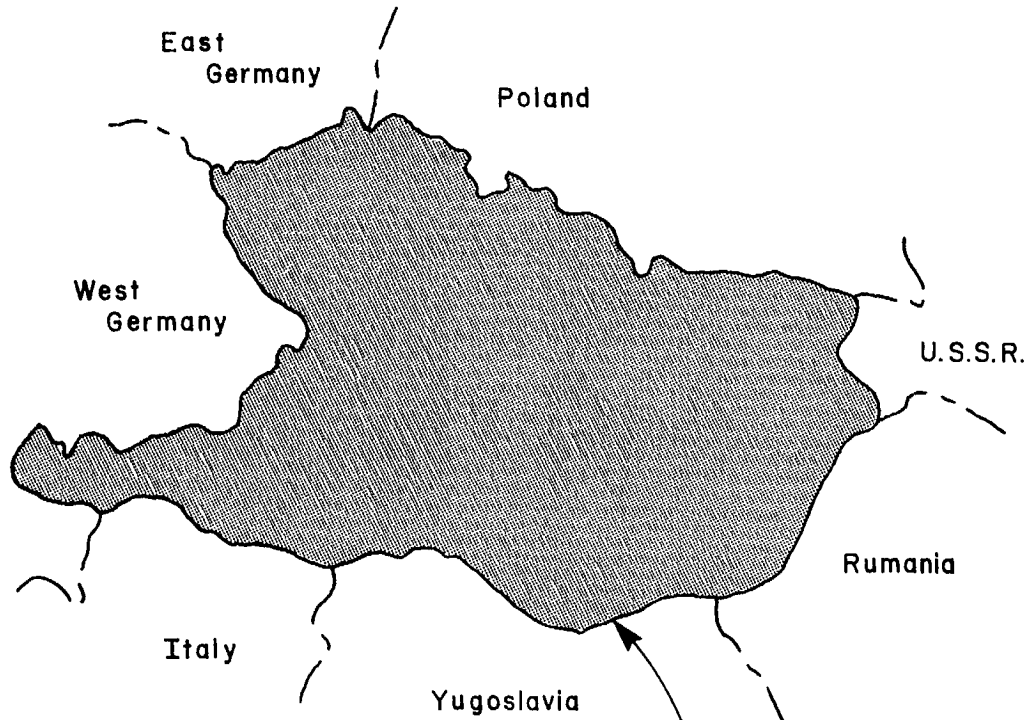 East
Germany
Poland
West
Germany
U.S.S.R.
Rumania
Italy
Yugoslavia